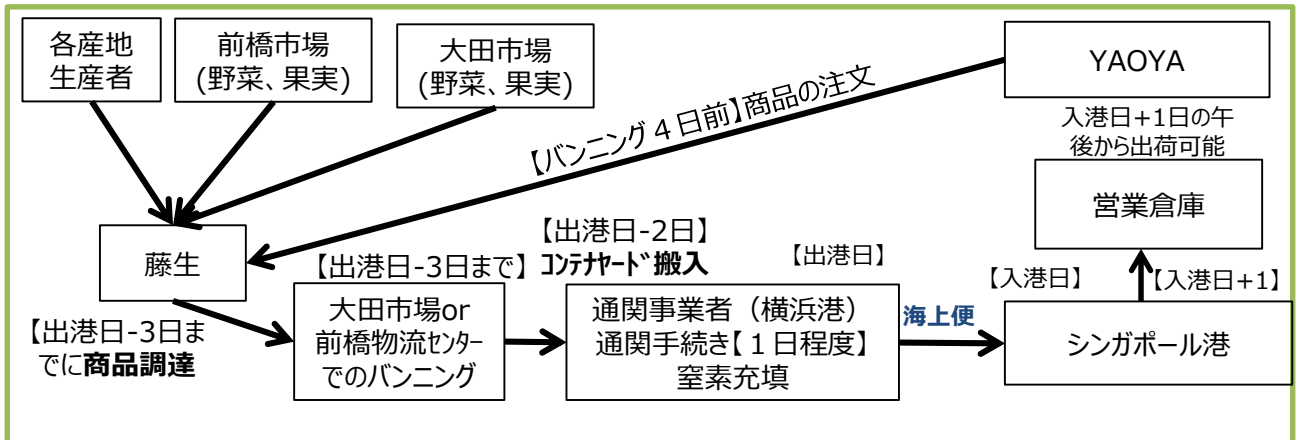 各産地
生産者
前橋市場
(野菜、果実)
大田市場
(野菜、果実)
YAOYA
【バンニング４日前】商品の注文
入港日+1日の午
後から出荷可能
営業倉庫
藤生
【出港日-3日ま
でに商品調達
【出港日-3日まで】
大田市場or
前橋物流ｾﾝﾀｰ
でのバンニング
【出港日-2日】
ｺﾝﾃﾅﾔｰﾄﾞ搬入
【出港日】
通関事業者（横浜港）
通関手続き【１日程度】
窒素充填
海上便
【入港日】
【入港日+1】
シンガポール港